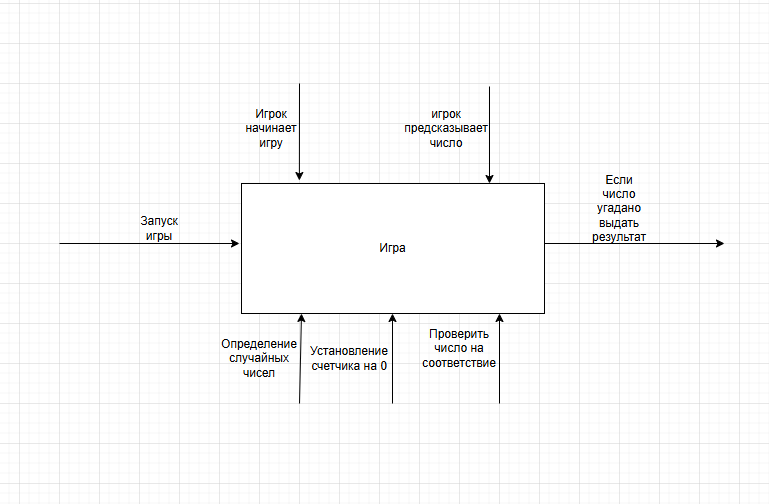 Игрок
начинает
игру
игрок
предсказывает
число
Если
число
угадано
выдать
результат
Запуск
игры
Игра
Определение
случайных
чисел
Установление
счетчика на 0
Проверить
число на
соответствие